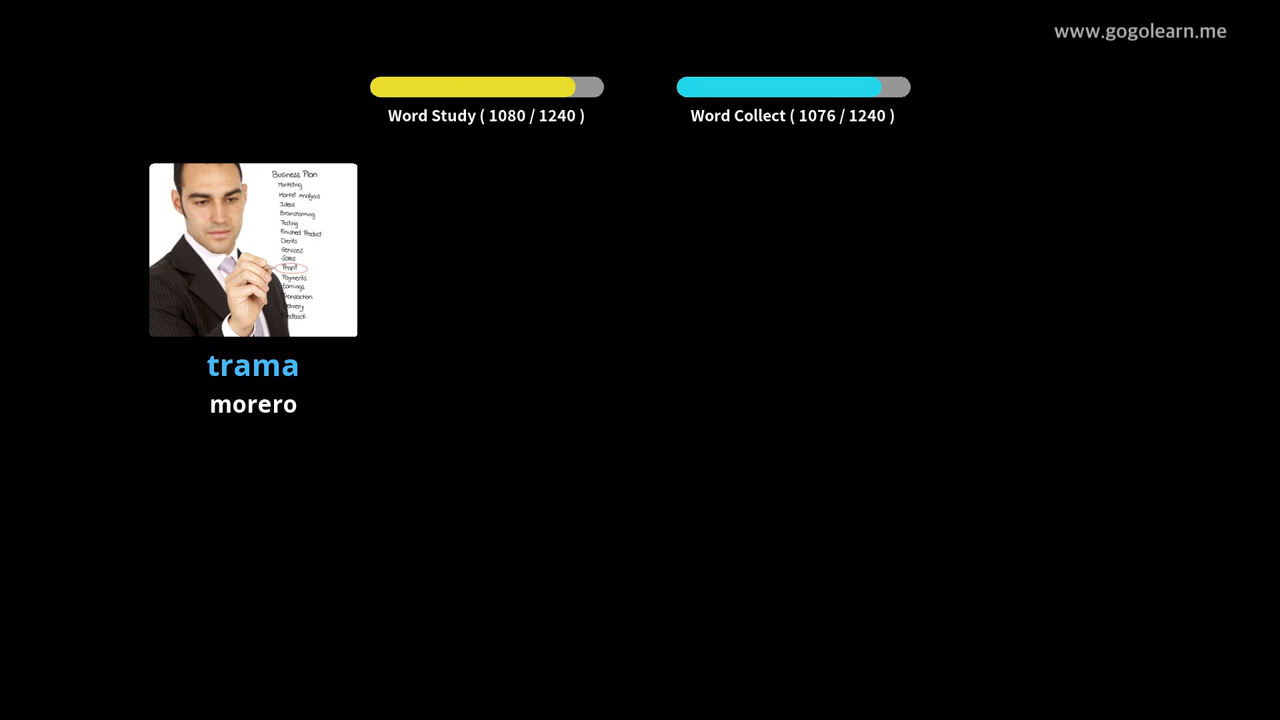 www.gogolearn.me
Word Study ( 1080 / 1240 )
Word Collect ( 1076 / 1240 )
Business Plan
Marketing
Market Analysis
Ideas
Brainstorming
Testing
Finished Product
Clients
Services
Sales
Profit
Payments
Earnings
Transaction
Delivery
Feedback
trama
morero